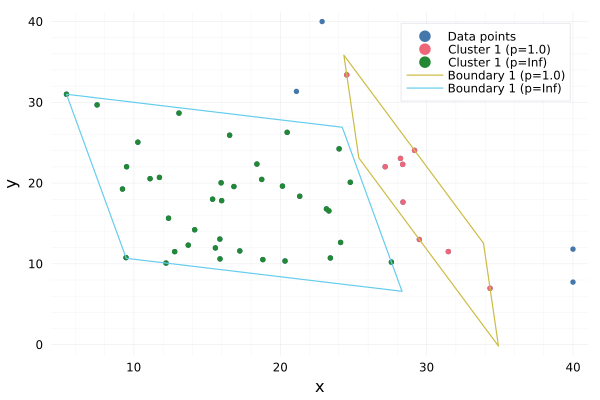 40
30
20
10
0
y
10
20
30
40
x
Data points
Cluster 1 (p=1.0)
Cluster 1 (p=Inf)
Boundary 1 (p=1.0)
Boundary 1 (p=Inf)